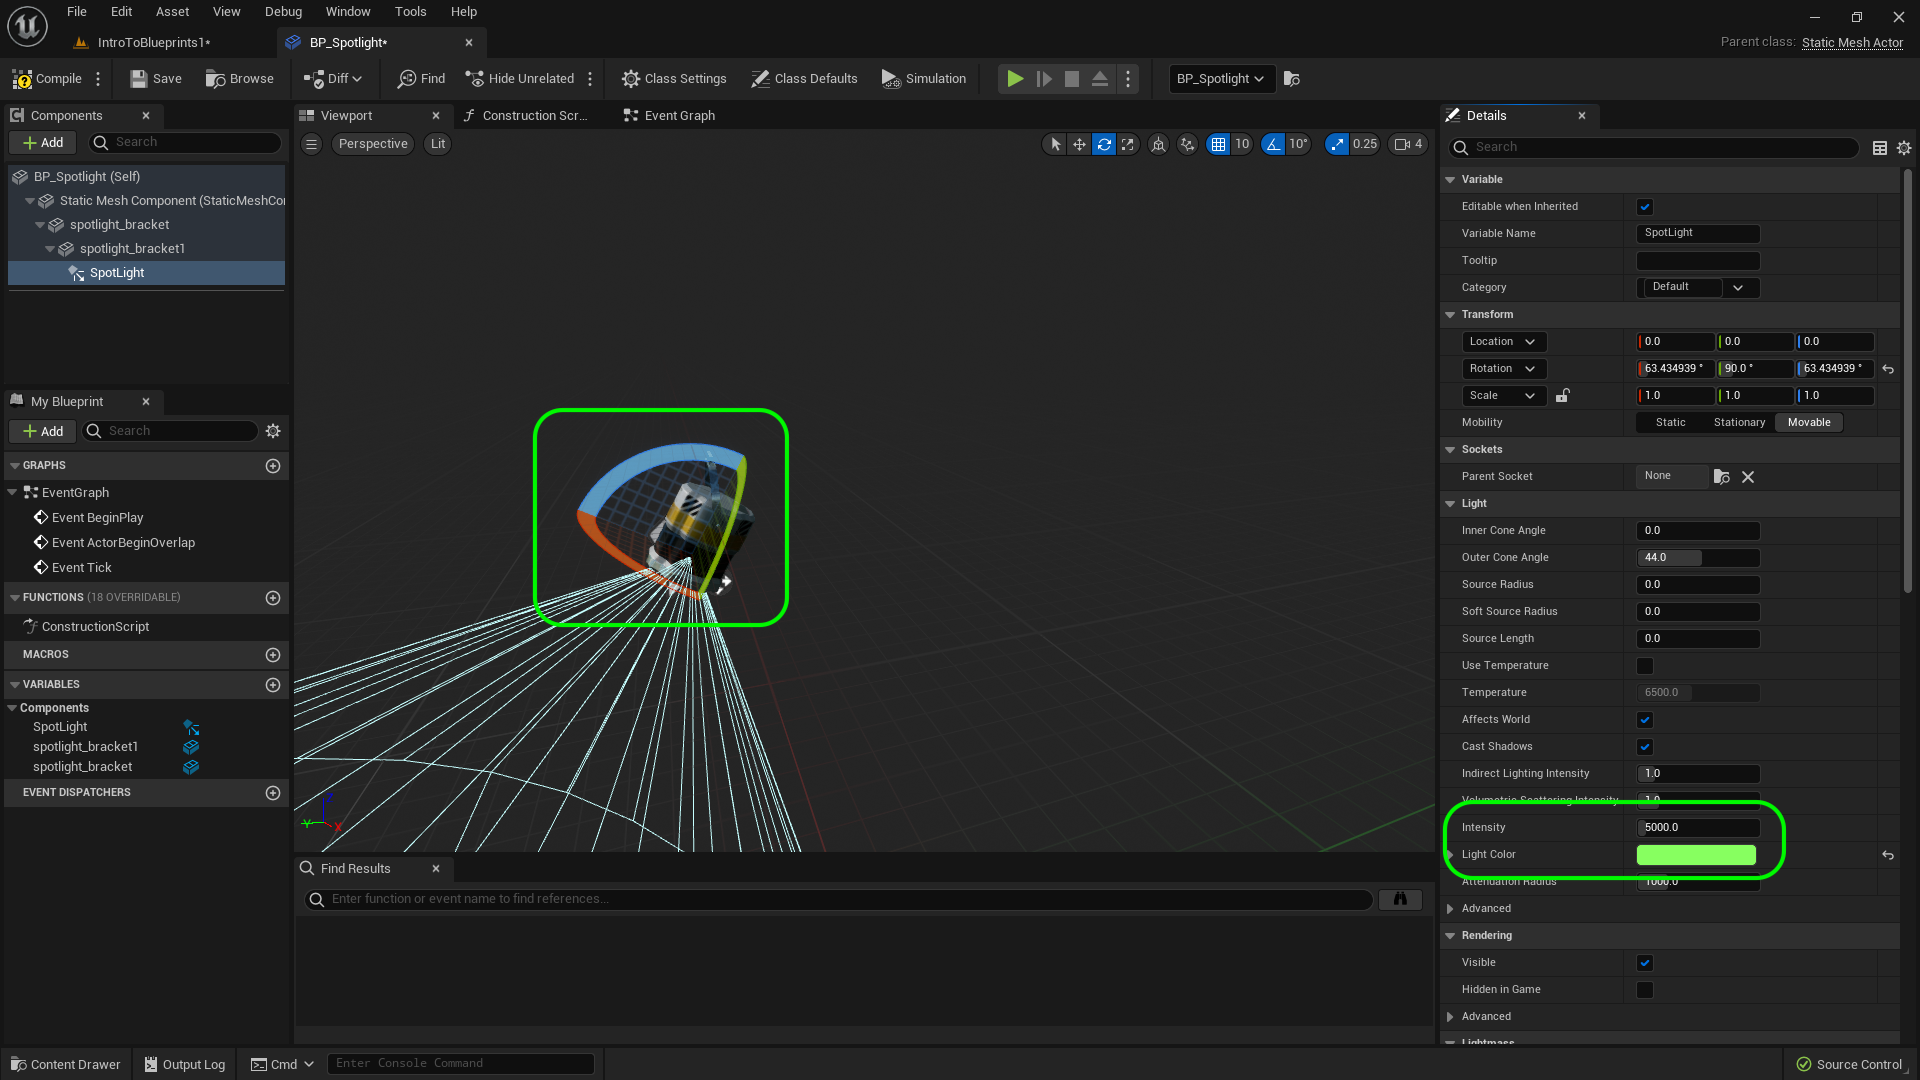 File Edit Asset View Debug Window Tools Help
IntroToBlueprints1*
BP_Spotlight*
Parent class: Static Mesh Actor
Compile
Save
Browse
Diff
Find
Hide Unrelated
Class Settings
Class Defaults
Simulation
BP_Spotlight
Components
Add
Search
BP_Spotlight (Self)
Static Mesh Component (StaticMeshCo
spotlight_bracket
spotlight_bracket1
SpotLight
My Blueprint
Add
Search
GRAPHS
EventGraph
Event BeginPlay
Event ActorBeginOverlap
Event Tick
FUNCTIONS (18 OVERRIDABLE)
ConstructionScript
MACROS
VARIABLES
Components
SpotLight
spotlight_bracket1
spotlight_bracket
EVENT DISPATCHERS
Viewport
Construction Scr...
Event Graph
Perspective
Lit
10
10°
0.25
4
Z
Y
X
Find Results
Enter function or event name to find references...
Details
Search
Variable
Editable when Inherited
Variable Name SpotLight
Tooltip
Category Default
Transform
Location 0.0 0.0 0.0
Rotation 63.434939 ° 90.0 ° 63.434939 °
Scale 1.0 1.0 1.0
Mobility Static Stationary Movable
Sockets
Parent Socket None
Light
Inner Cone Angle 0.0
Outer Cone Angle 44.0
Source Radius 0.0
Soft Source Radius 0.0
Source Length 0.0
Use Temperature
Temperature 6500.0
Affects World
Cast Shadows
Indirect Lighting Intensity 1.0
Volumetric Scattering Intensity 1.0
Intensity 5000.0
Light Color
Attenuation Radius 1000.0
Advanced
Rendering
Visible
Hidden in Game
Advanced
Lightmass
Content Drawer
Output Log
Cmd
Enter Console Command
Source Control